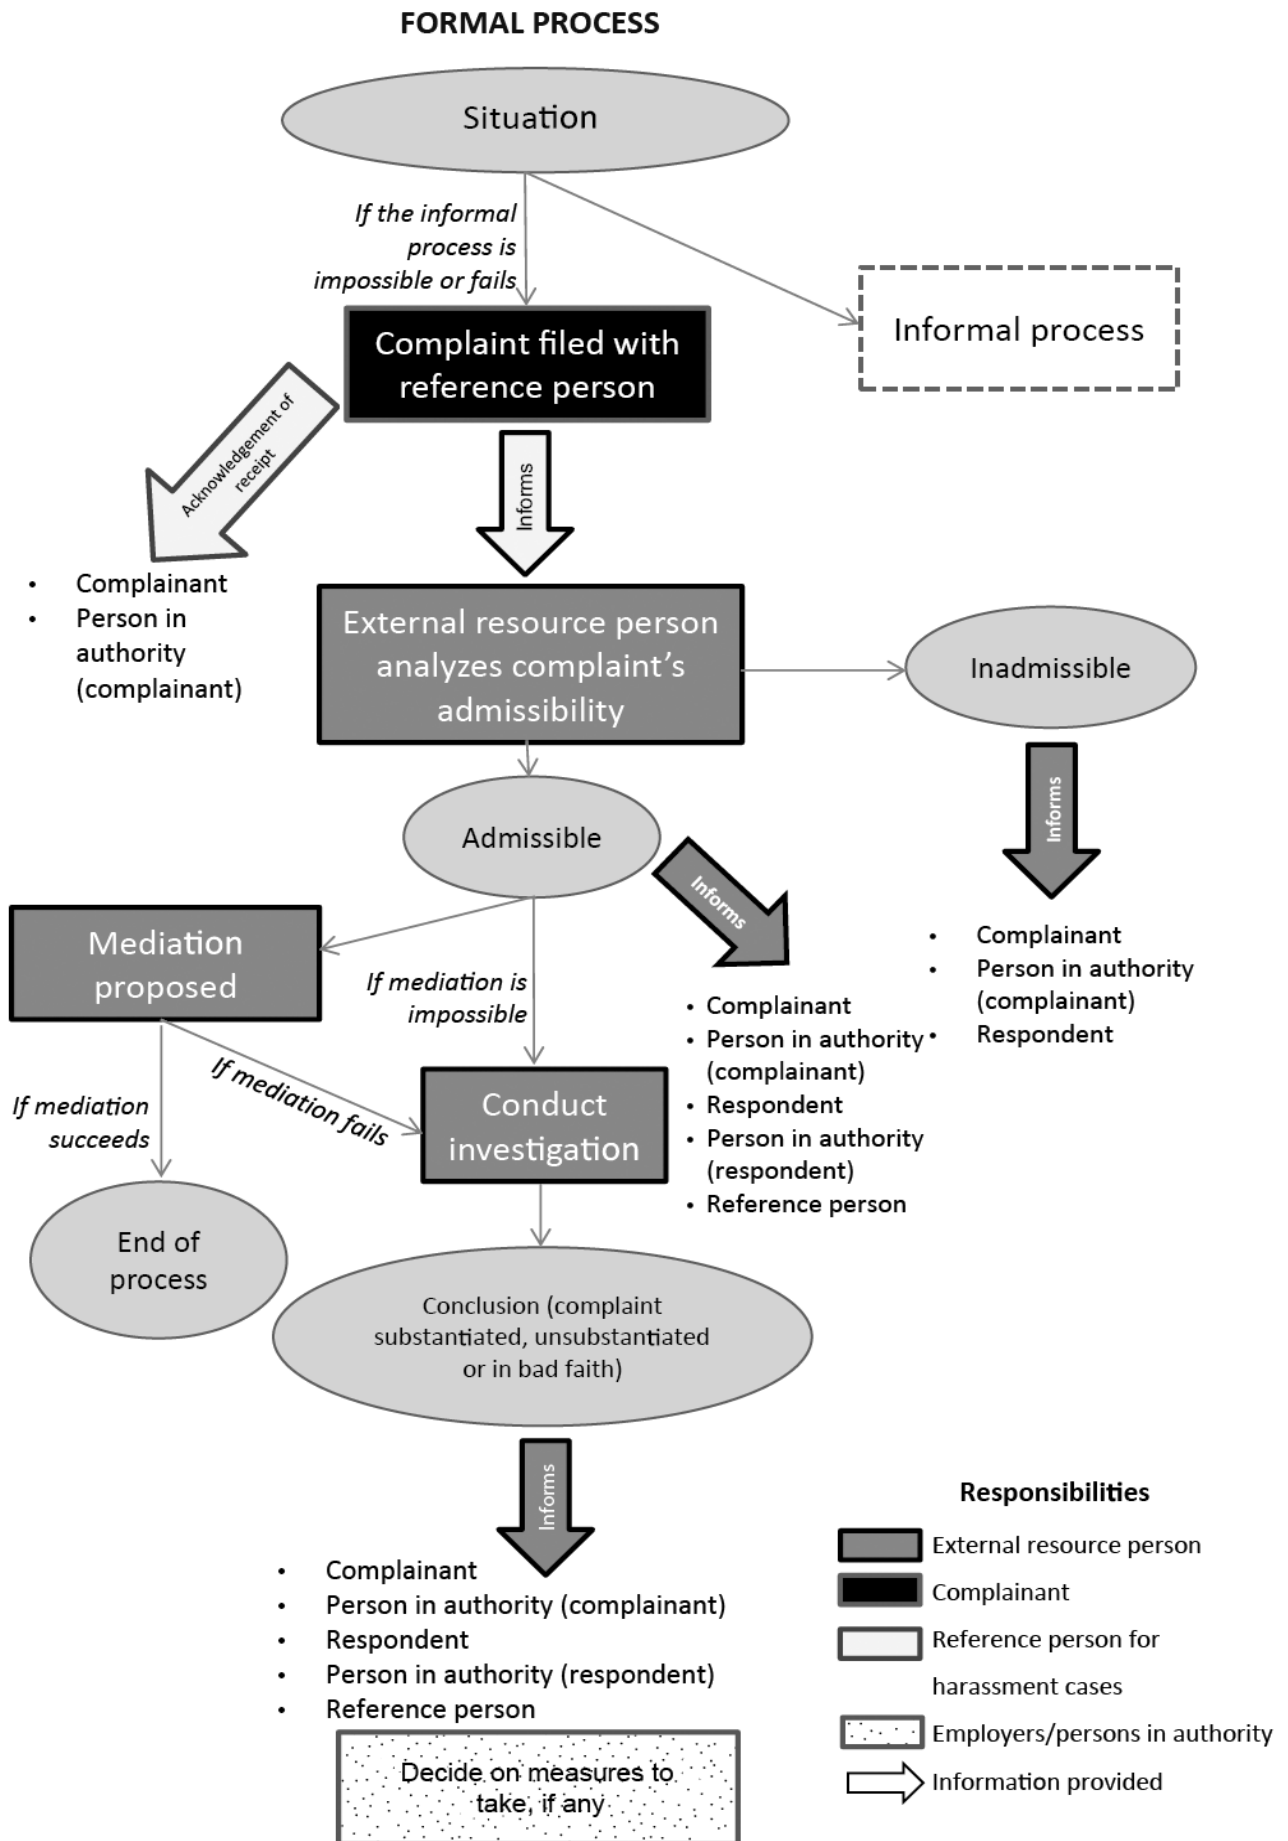 FORMAL PROCESS
Situation
If the informal
process is
impossible or fails
Informal process
Complaint filed with
reference person
Acknowledgement of
receipt
Informs
• Complainant
• Person in
authority
(complainant)
External resource person
analyzes complaint’s
admissibility
Inadmissible
Informs
Admissible
Informs
Mediation
proposed
If mediation is
impossible
• Complainant
• Person in authority
(complainant)
• Respondent
• Complainant
• Person in authority
(complainant)
• Respondent
• Person in authority
(respondent)
• Reference person
If mediation
succeeds
If mediation fails
Conduct
investigation
End of
process
Conclusion (complaint
substantiated, unsubstantiated
or in bad faith)
Informs
• Complainant
• Person in authority (complainant)
• Respondent
• Person in authority (respondent)
• Reference person
Decide on measures to
take, if any
Responsibilities
External resource person
Complainant
Reference person for
harassment cases
Employers/persons in authority
Information provided